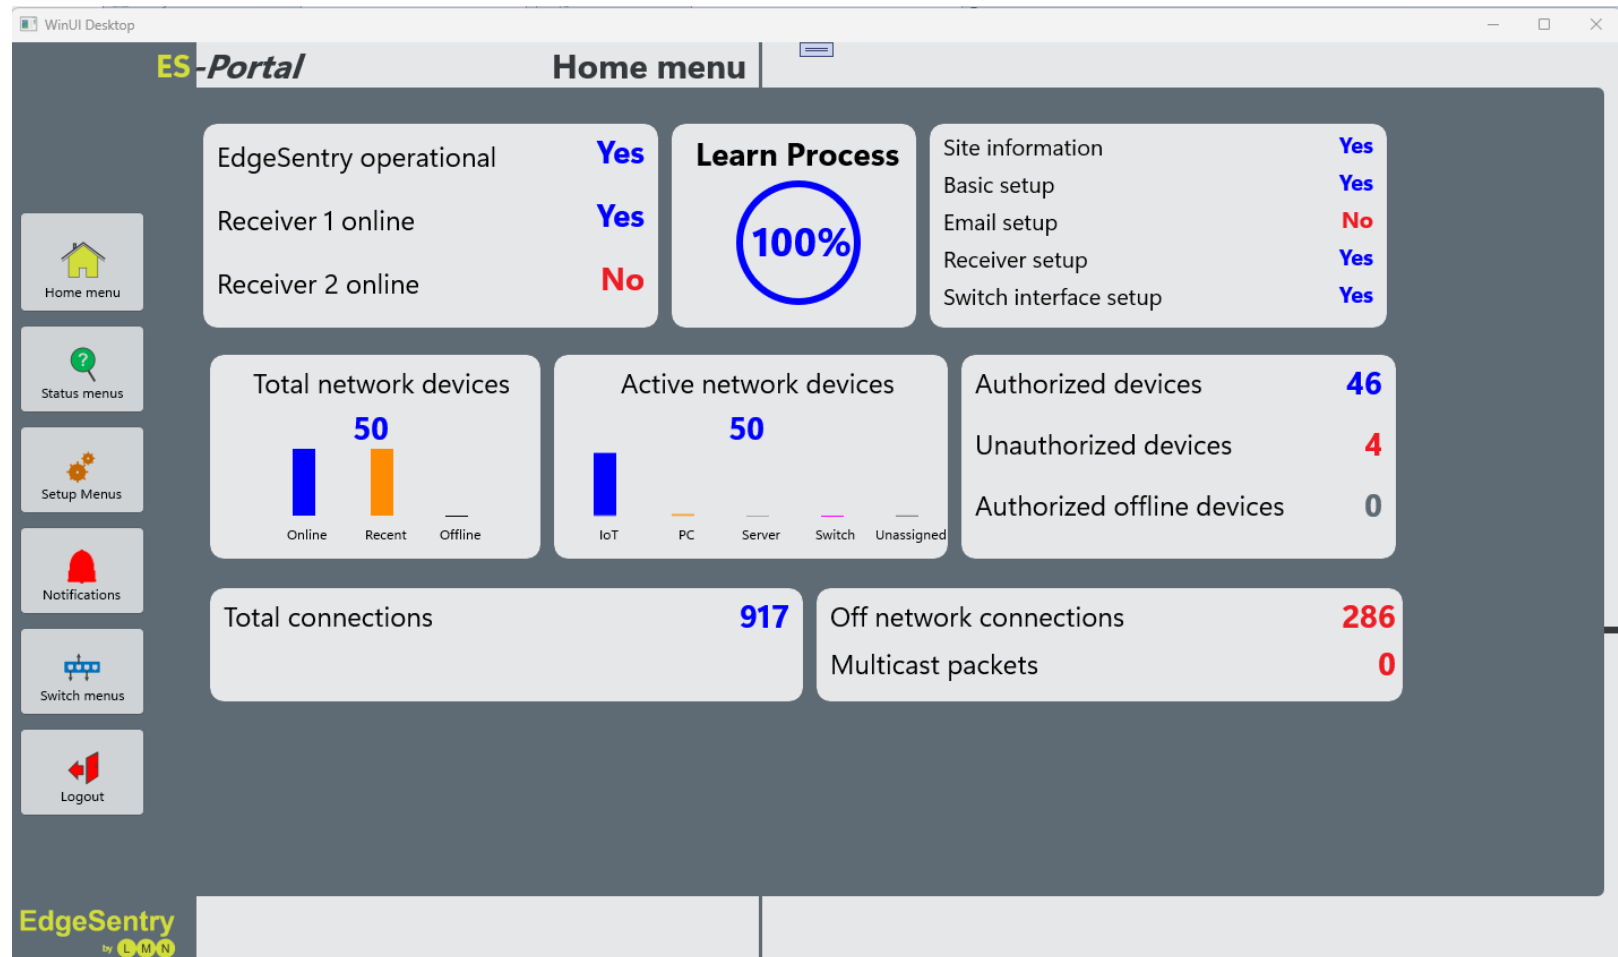 WinUI Desktop
ES-Portal
Home menu
EdgeSentry operational Yes
Receiver 1 online Yes
Receiver 2 online No
Learn Process
100%
Site information Yes
Basic setup Yes
Email setup No
Receiver setup Yes
Switch interface setup Yes
Home menu
Status menus
Setup Menus
Notifications
Switch menus
Logout
Total network devices
50
Online Recent Offline
Active network devices
50
IoT PC Server Switch Unassigned
Authorized devices 46
Unauthorized devices 4
Authorized offline devices 0
Total connections 917
Off network connections 286
Multicast packets 0
EdgeSentry
by LMN